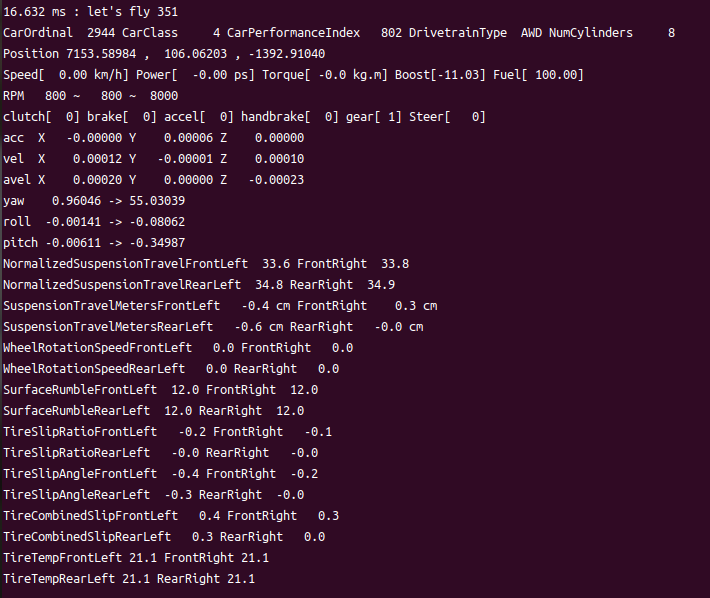 16.632 ms : let's fly 351
CarOrdinal  2944 CarClass     4 CarPerformanceIndex   802 DrivetrainType  AWD NumCylinders     8
Position 7153.58984 ,  106.06203 , -1392.91040
Speed[  0.00 km/h] Power[  -0.00 ps] Torque[ -0.0 kg.m] Boost[-11.03] Fuel[ 100.00]
RPM   800 ~   800 ~  8000
clutch[  0] brake[  0] accel[  0] handbrake[  0] gear[ 1] Steer[   0]
acc  X   -0.00000 Y    0.00006 Z    0.00000
vel  X    0.00012 Y   -0.00001 Z    0.00010
avel X    0.00020 Y    0.00000 Z   -0.00023
yaw    0.96046 -> 55.03039
roll  -0.00141 -> -0.08062
pitch -0.00611 -> -0.34987
NormalizedSuspensionTravelFrontLeft  33.6 FrontRight  33.8
NormalizedSuspensionTravelRearLeft  34.8 RearRight  34.9
SuspensionTravelMetersFrontLeft   -0.4 cm FrontRight    0.3 cm
SuspensionTravelMetersRearLeft   -0.6 cm RearRight   -0.0 cm
WheelRotationSpeedFrontLeft   0.0 FrontRight   0.0
WheelRotationSpeedRearLeft   0.0 RearRight   0.0
SurfaceRumbleFrontLeft  12.0 FrontRight  12.0
SurfaceRumbleRearLeft  12.0 RearRight  12.0
TireSlipRatioFrontLeft   -0.2 FrontRight   -0.1
TireSlipRatioRearLeft   -0.0 RearRight   -0.0
TireSlipAngleFrontLeft  -0.4 FrontRight  -0.2
TireSlipAngleRearLeft  -0.3 RearRight  -0.0
TireCombinedSlipFrontLeft   0.4 FrontRight   0.3
TireCombinedSlipRearLeft   0.3 RearRight   0.0
TireTempFrontLeft 21.1 FrontRight 21.1
TireTempRearLeft 21.1 RearRight 21.1